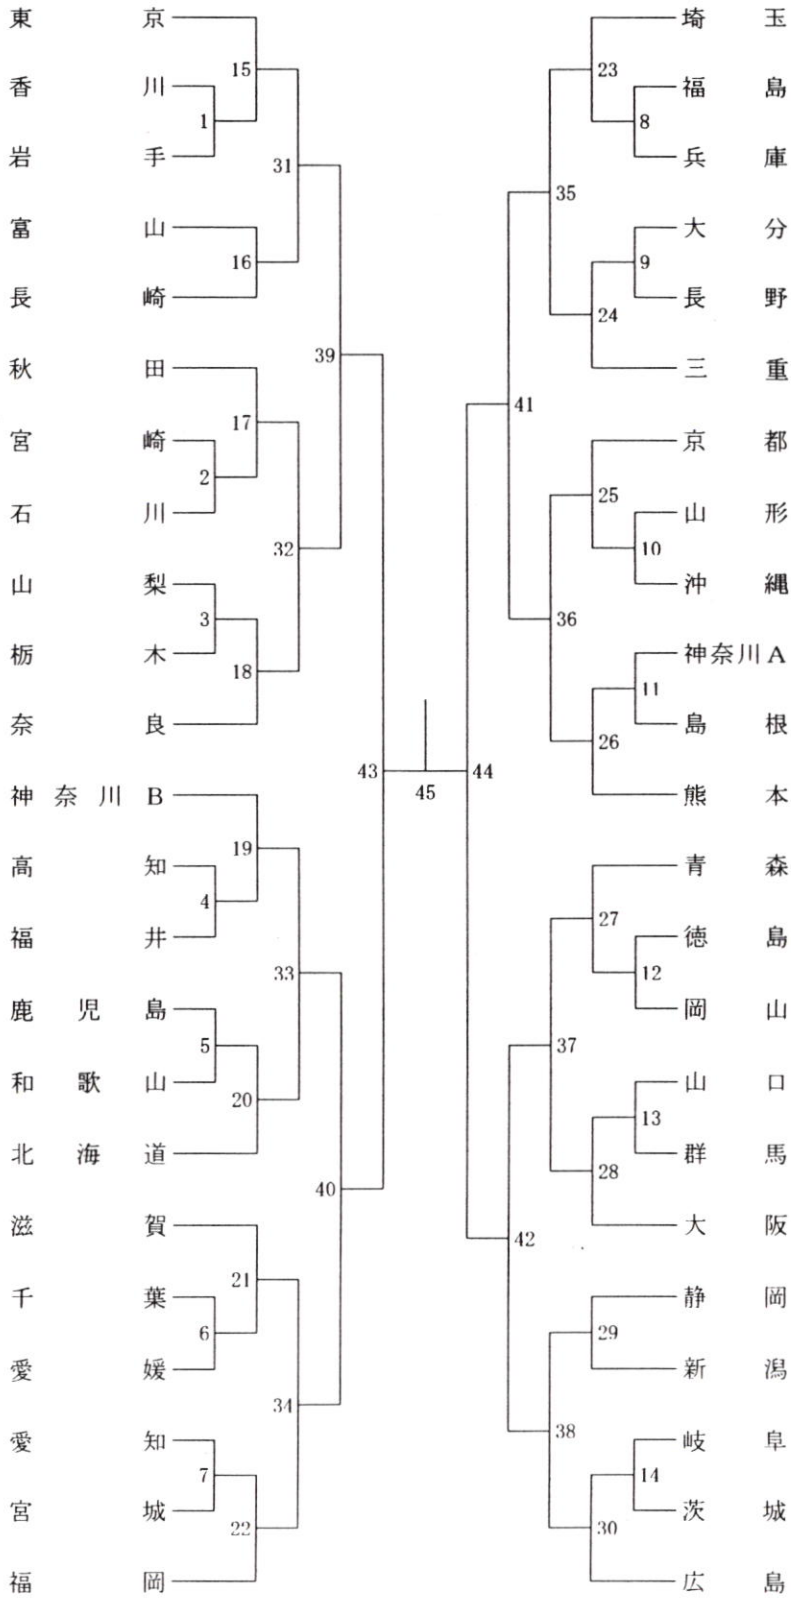 東京
香川
岩手
富山
長崎
秋田
宮崎
石川
山梨
栃木
奈良
神奈川B
高知
福井
鹿児島
和歌山
北海道
滋賀
千葉
愛媛
愛知
宮城
福岡
1
2
3
4
5
6
7
15
16
17
18
19
20
21
22
31
32
33
34
39
40
43
45
44
41
42
35
36
37
38
23
24
25
26
27
28
29
30
8
9
10
11
12
13
14
埼玉
福島
兵庫
大分
長野
三重
京都
山形
沖縄
神奈川A
島根
熊本
青森
徳島
岡山
山口
群馬
大阪
静岡
新潟
岐阜
茨城
広島